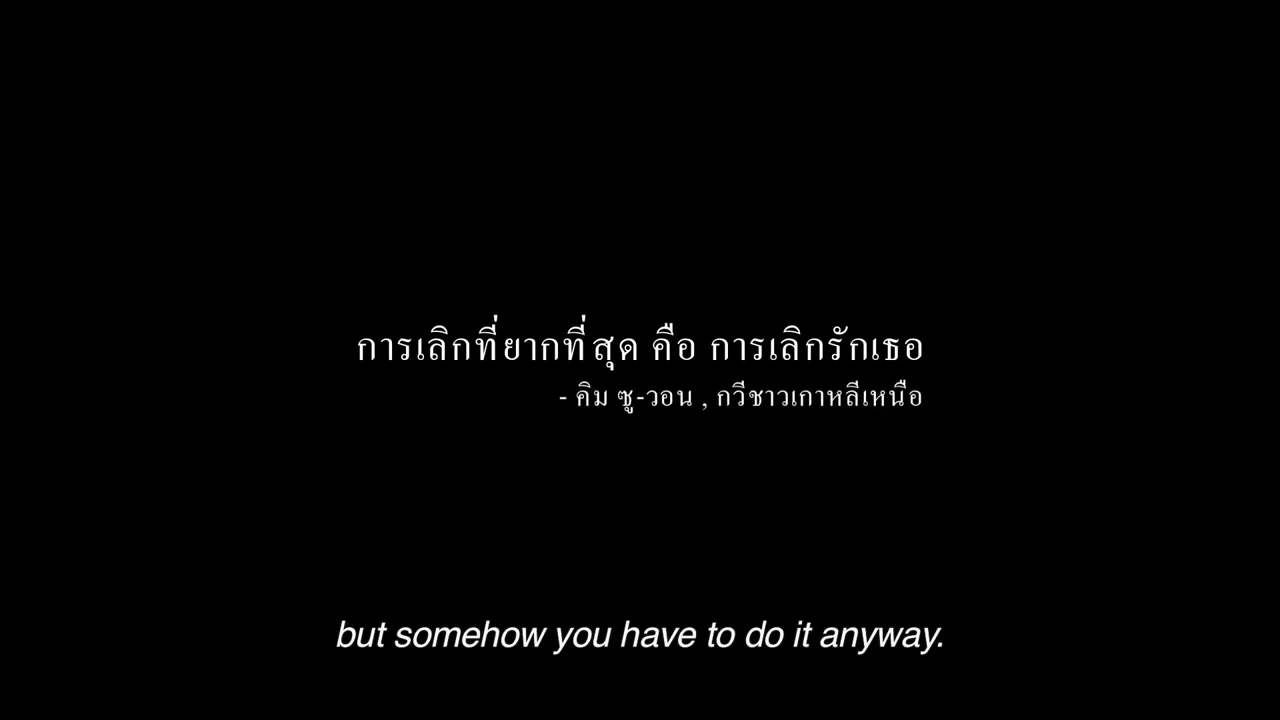 การเลิกที่ยากที่สุด คือ การเลิกรักเธอ
- คิม ซู-วอน , กวีชาวเกาหลีเหนือ
but somehow you have to do it anyway.